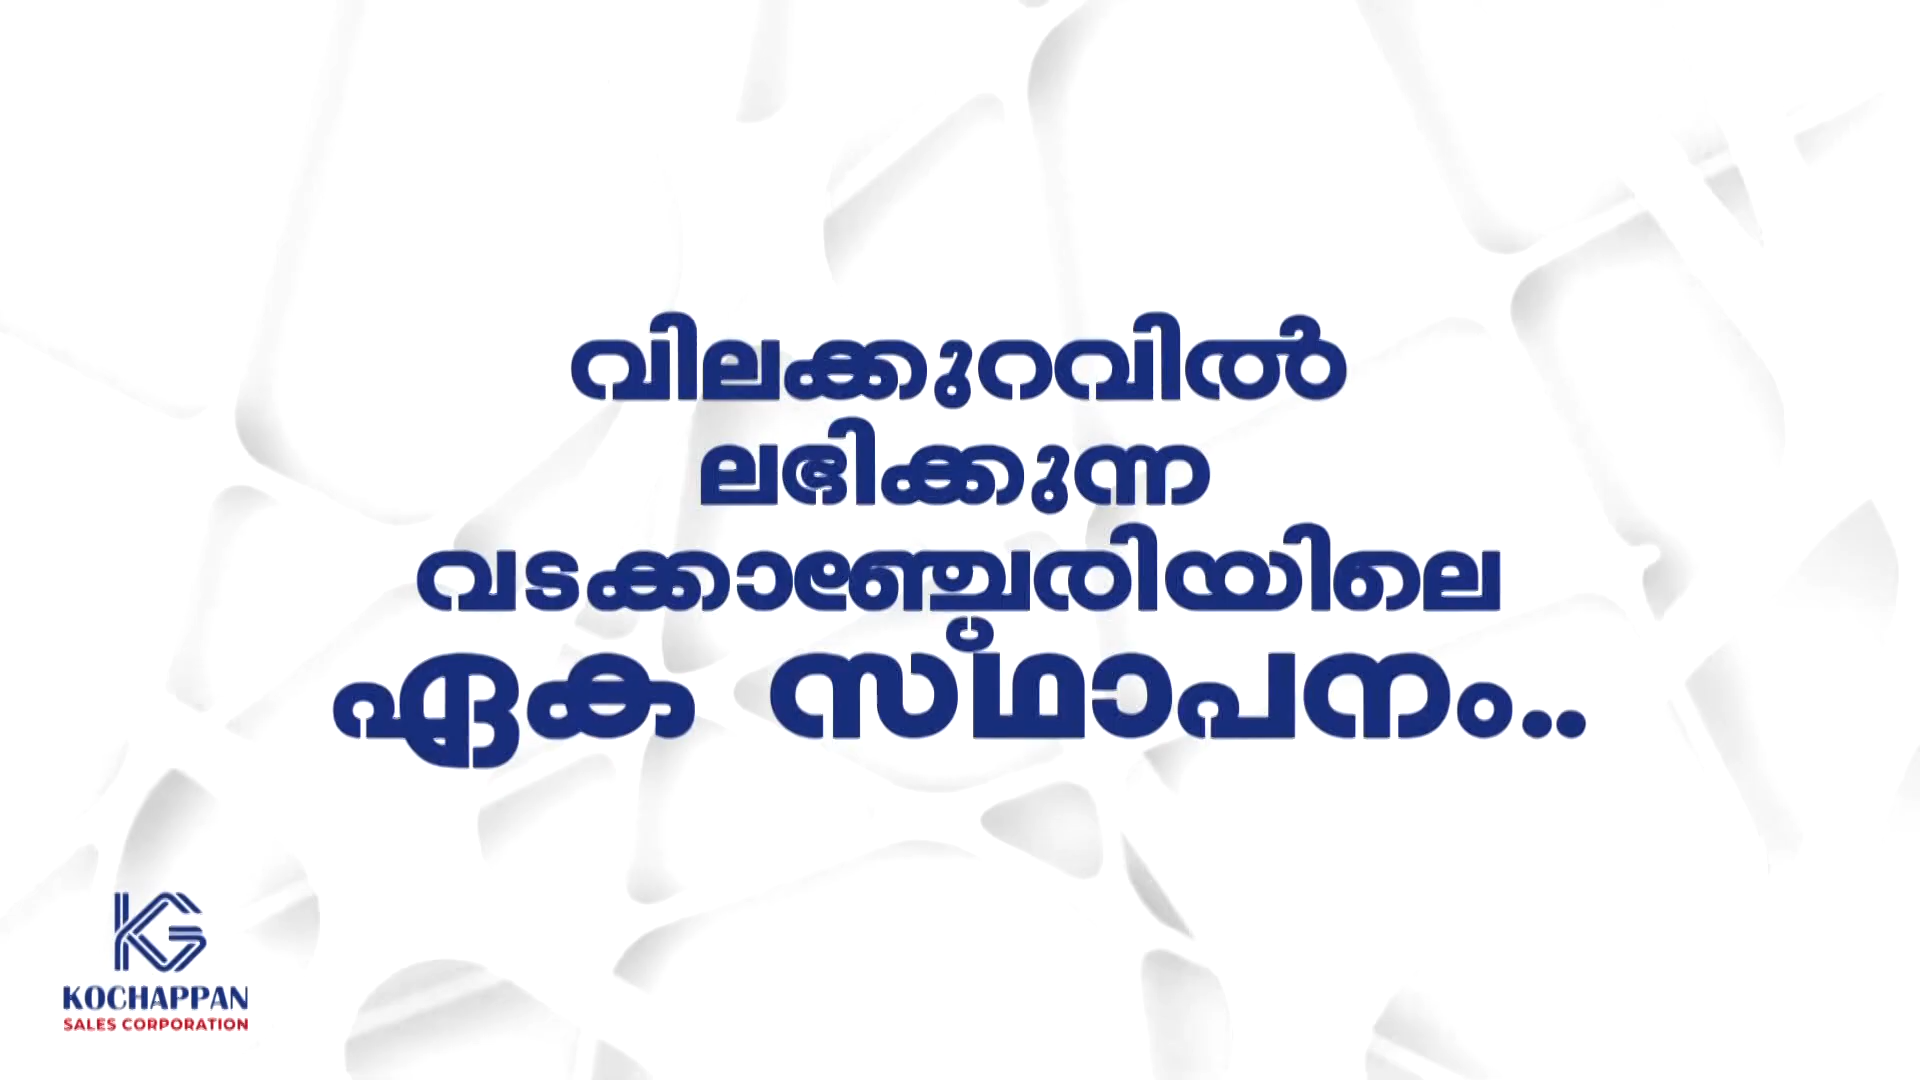 വിലക്കുറവിൽ
ലഭിക്കുന്ന
വടക്കാഞ്ചേരിയിലെ
ഏക സ്ഥാപനം..
KOCHAPPAN
SALES CORPORATION